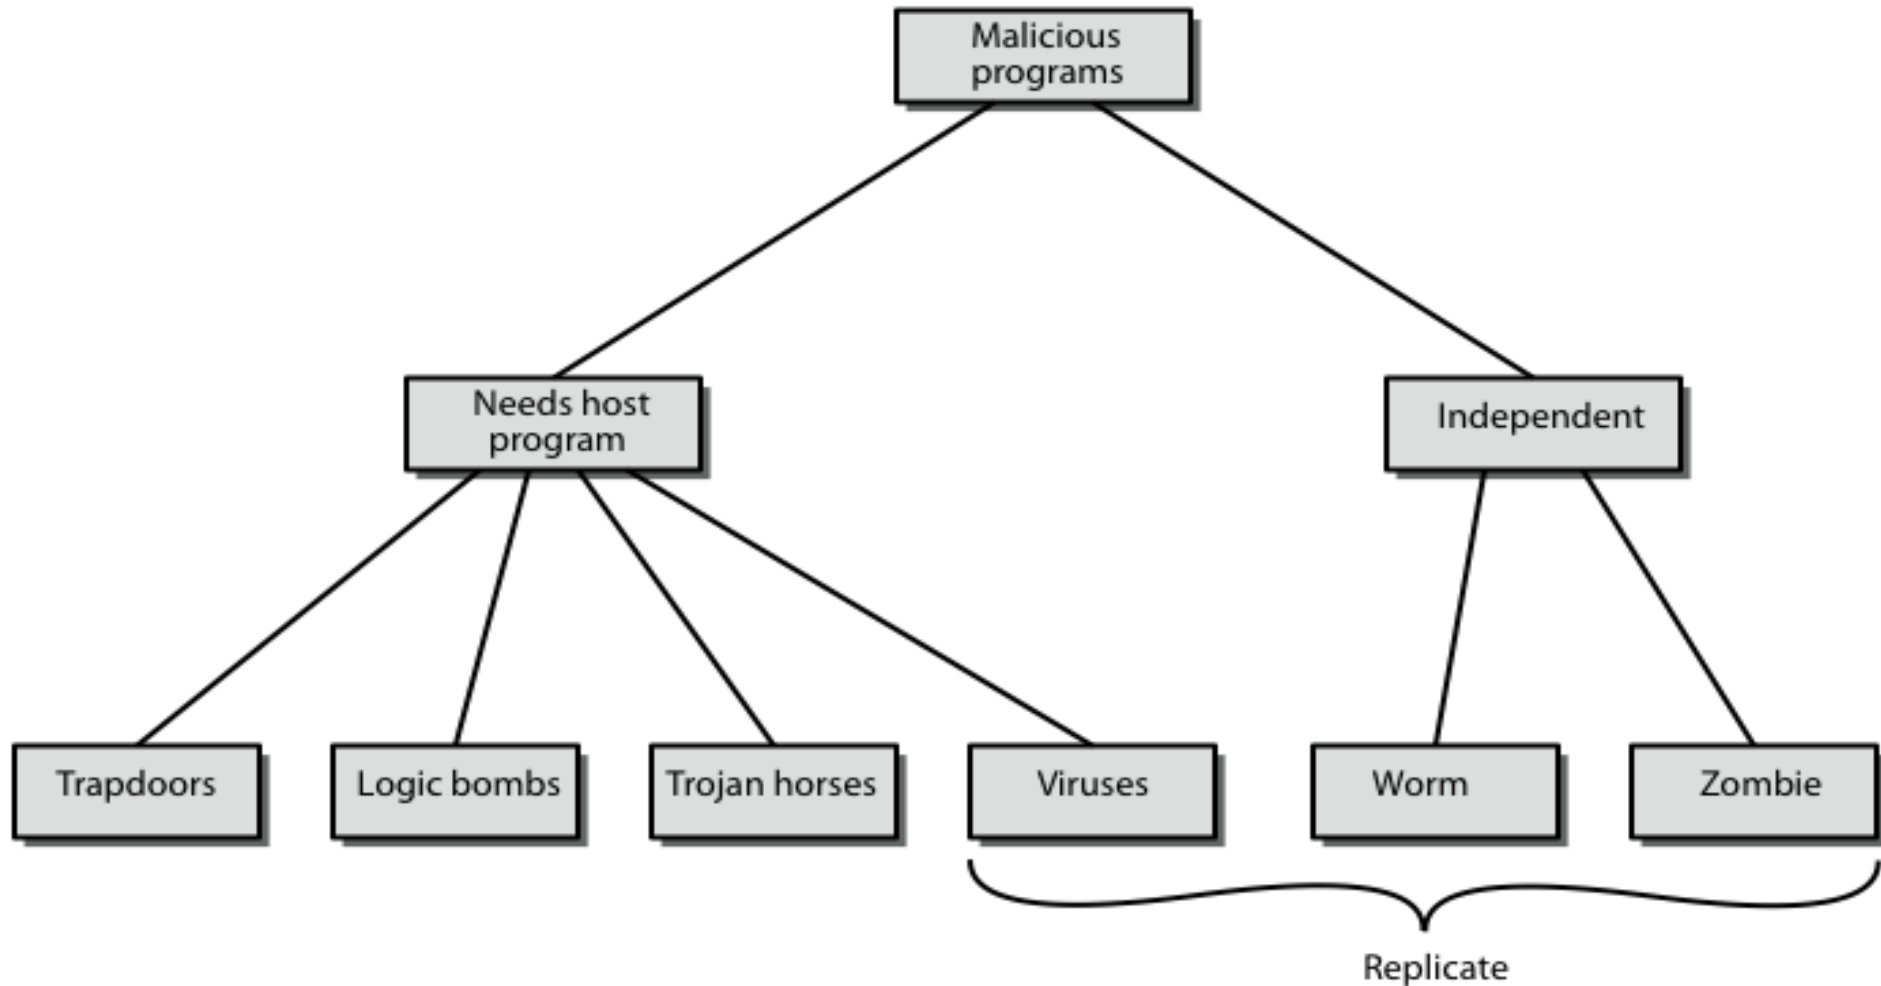 Malicious
programs
Needs host
program
Independent
Trapdoors
Logic bombs
Trojan horses
Viruses
Worm
Zombie
Replicate